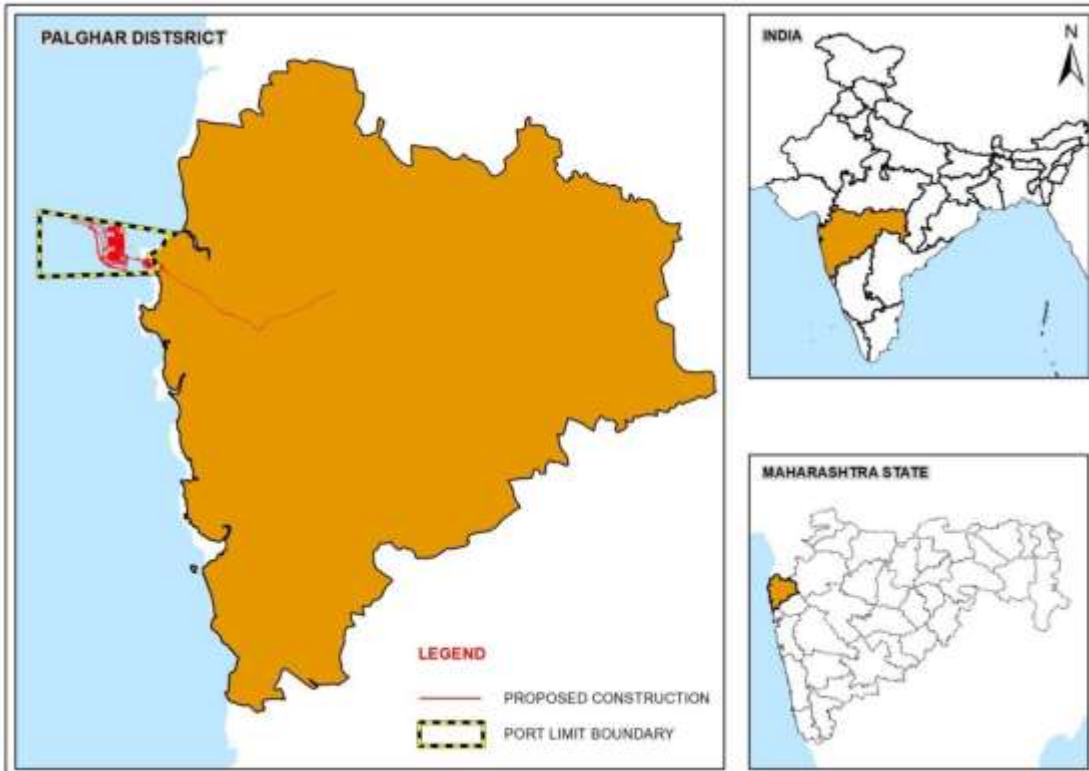 PALGHAR DISTSRICT
LEGEND
PROPOSED CONSTRUCTION
PORT LIMIT BOUNDARY
INDIA
N
MAHARASHTRA STATE